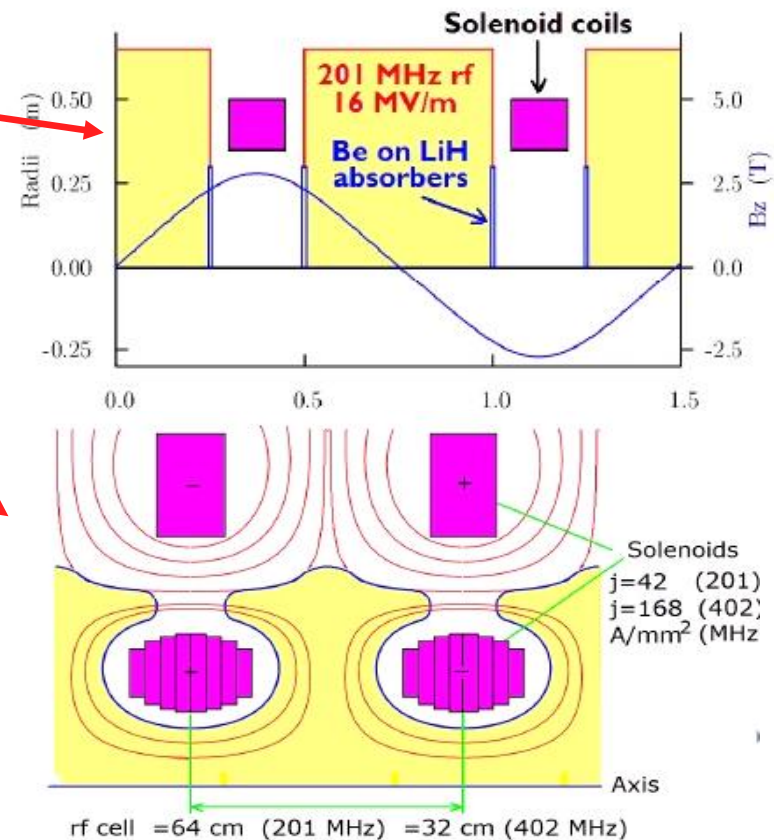 Solenoid coils
201 MHz rf
16 MV/m
Be on LiH
absorbers
Radii (m)
0.50
0.25
0.00
-0.25
5.0
2.5
0.0
-2.5
Bz (T)
0.0
0.5
1.0
1.5
−
+
+
−
Solenoids
j=42 (201)
j=168 (402)
A/mm² (MHz
Axis
rf cell =64 cm (201 MHz) =32 cm (402 MHz)